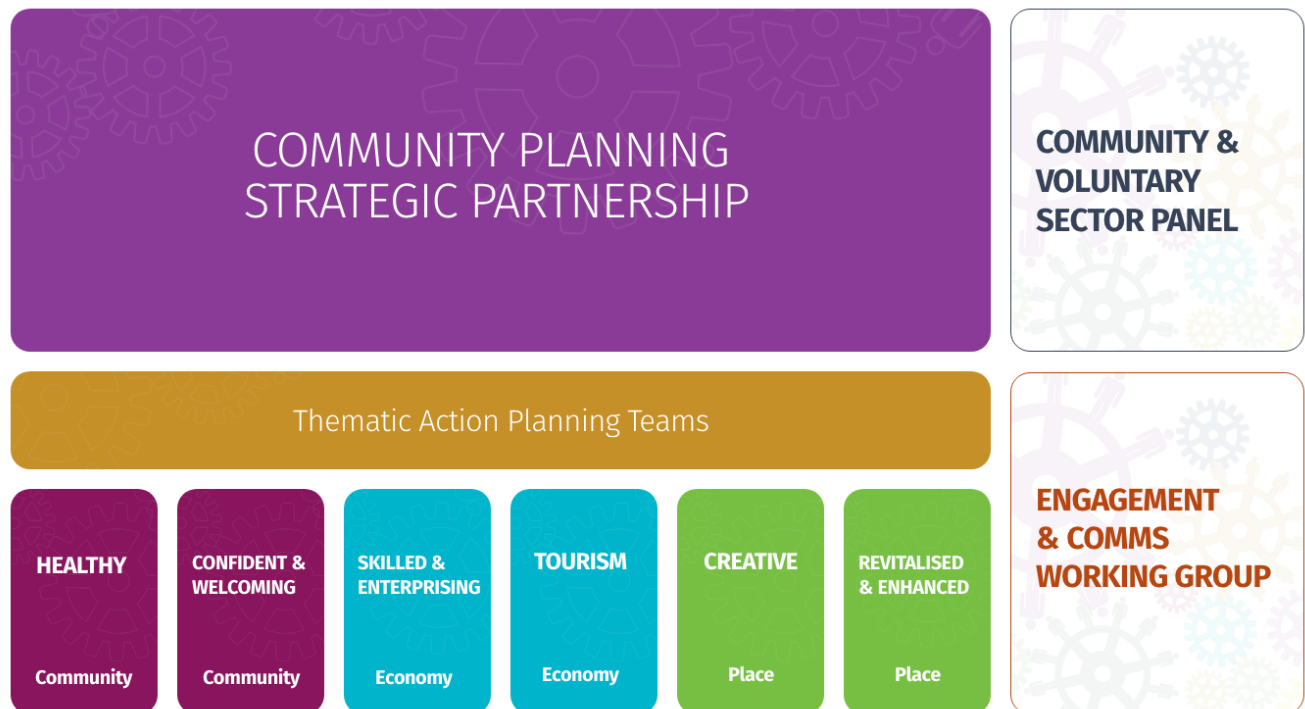 COMMUNITY PLANNING
STRATEGIC PARTNERSHIP
COMMUNITY &
VOLUNTARY
SECTOR PANEL
Thematic Action Planning Teams
HEALTHY
Community
CONFIDENT &
WELCOMING
Community
SKILLED &
ENTERPRISING
Economy
TOURISM
Economy
CREATIVE
Place
REVITALISED
& ENHANCED
Place
ENGAGEMENT
& COMMS
WORKING GROUP